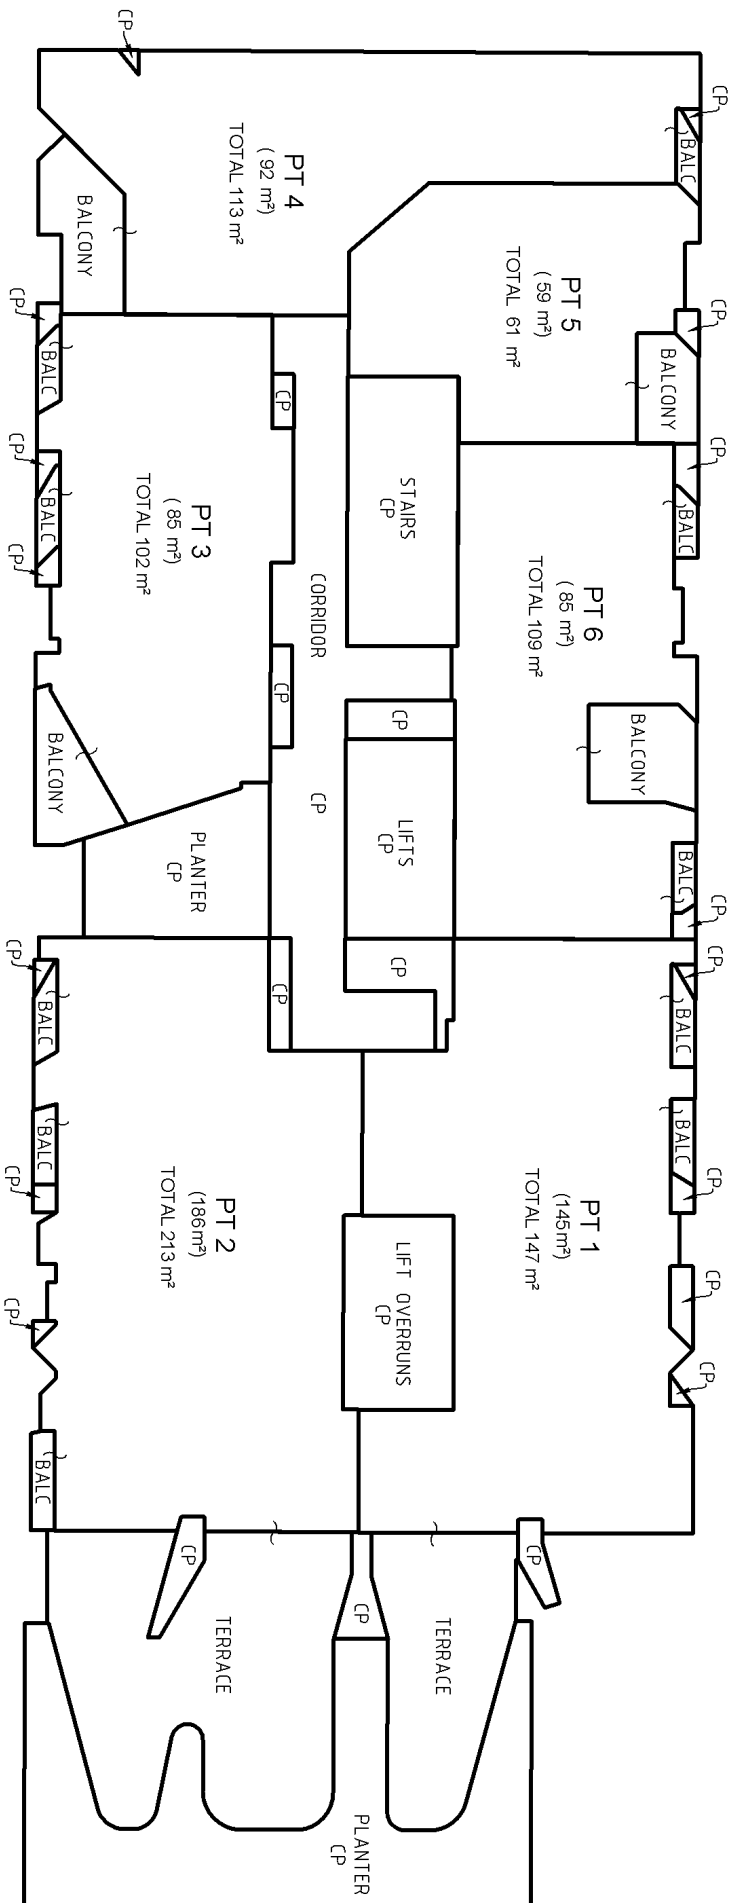 CP
CP
CP
CP
CP
CP
CP
CP
BALC
BALC
BALC
BALC
BALC
BALCONY
BALCONY
PT 5
( 59 m²)
TOTAL 61 m²
PT 6
( 85 m²)
TOTAL 109 m²
PT 1
(145m²)
TOTAL 147 m²
CP
STAIRS
CP
CP
LIFTS
CP
CP
LIFT OVERRUNS
CP
TERRACE
CP
PLANTER
CP
PT 4
( 92 m²)
TOTAL 113 m²
CORRIDOR
CP
CP
CP
CP
PT 3
( 85 m²)
TOTAL 102 m²
PLANTER
CP
PT 2
(186m²)
TOTAL 213 m²
CP
TERRACE
CP
BALCONY
BALCONY
BALC
BALC
BALC
BALC
BALC
CP
CP
CP
CP
CP
CP